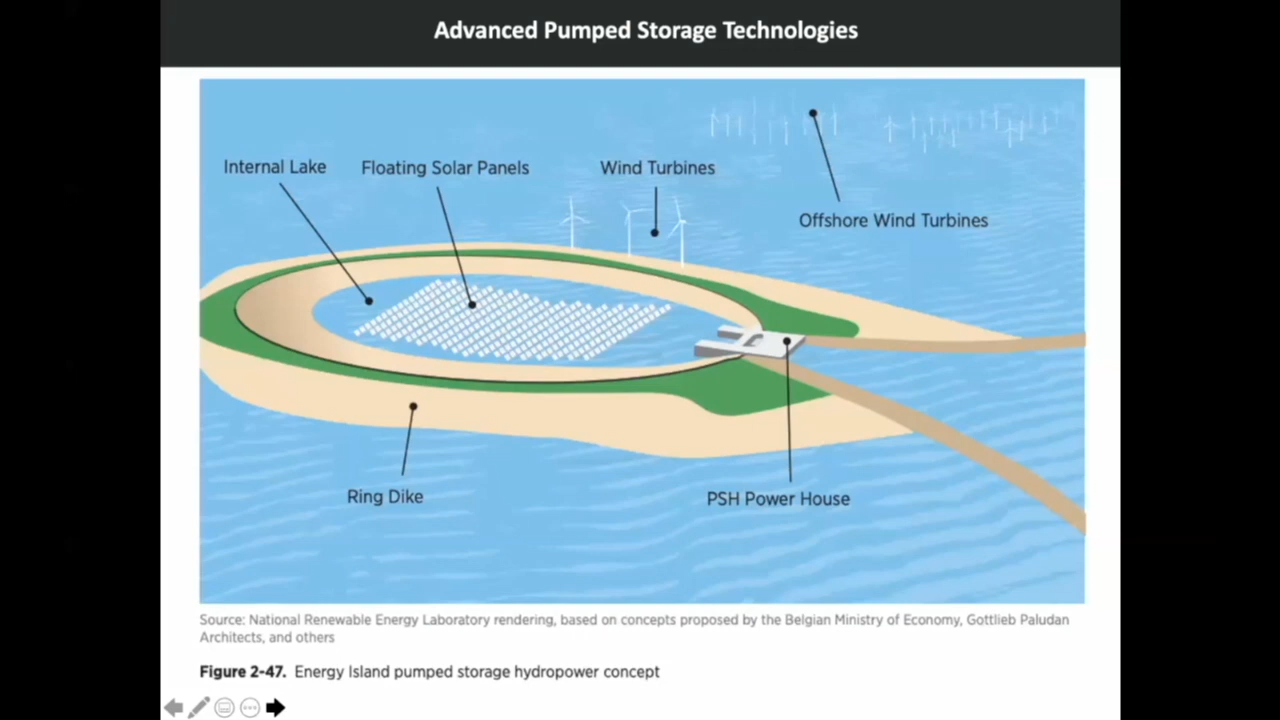 Advanced Pumped Storage Technologies
Internal Lake
Floating Solar Panels
Wind Turbines
Offshore Wind Turbines
Ring Dike
PSH Power House
Source: National Renewable Energy Laboratory rendering, based on concepts proposed by the Belgian Ministry of Economy, Gottlieb Paludan
Architects, and others
Figure 2-47. Energy Island pumped storage hydropower concept